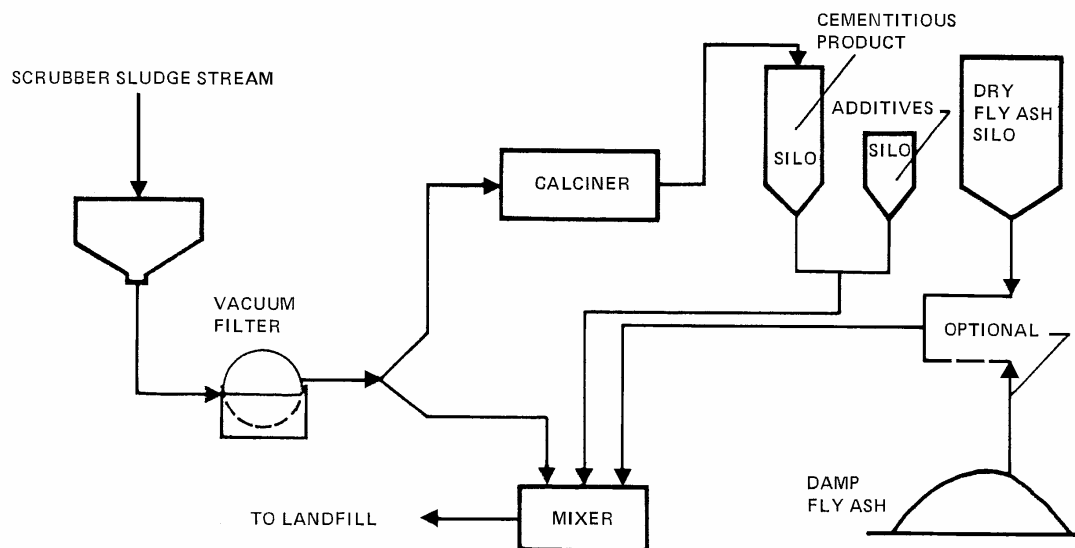 SCRUBBER SLUDGE STREAM
CEMENTITIOUS
PRODUCT
ADDITIVES
DRY
FLY ASH
SILO
SILO
SILO
CALCINER
VACUUM
FILTER
OPTIONAL
DAMP
FLY ASH
TO LANDFILL
MIXER